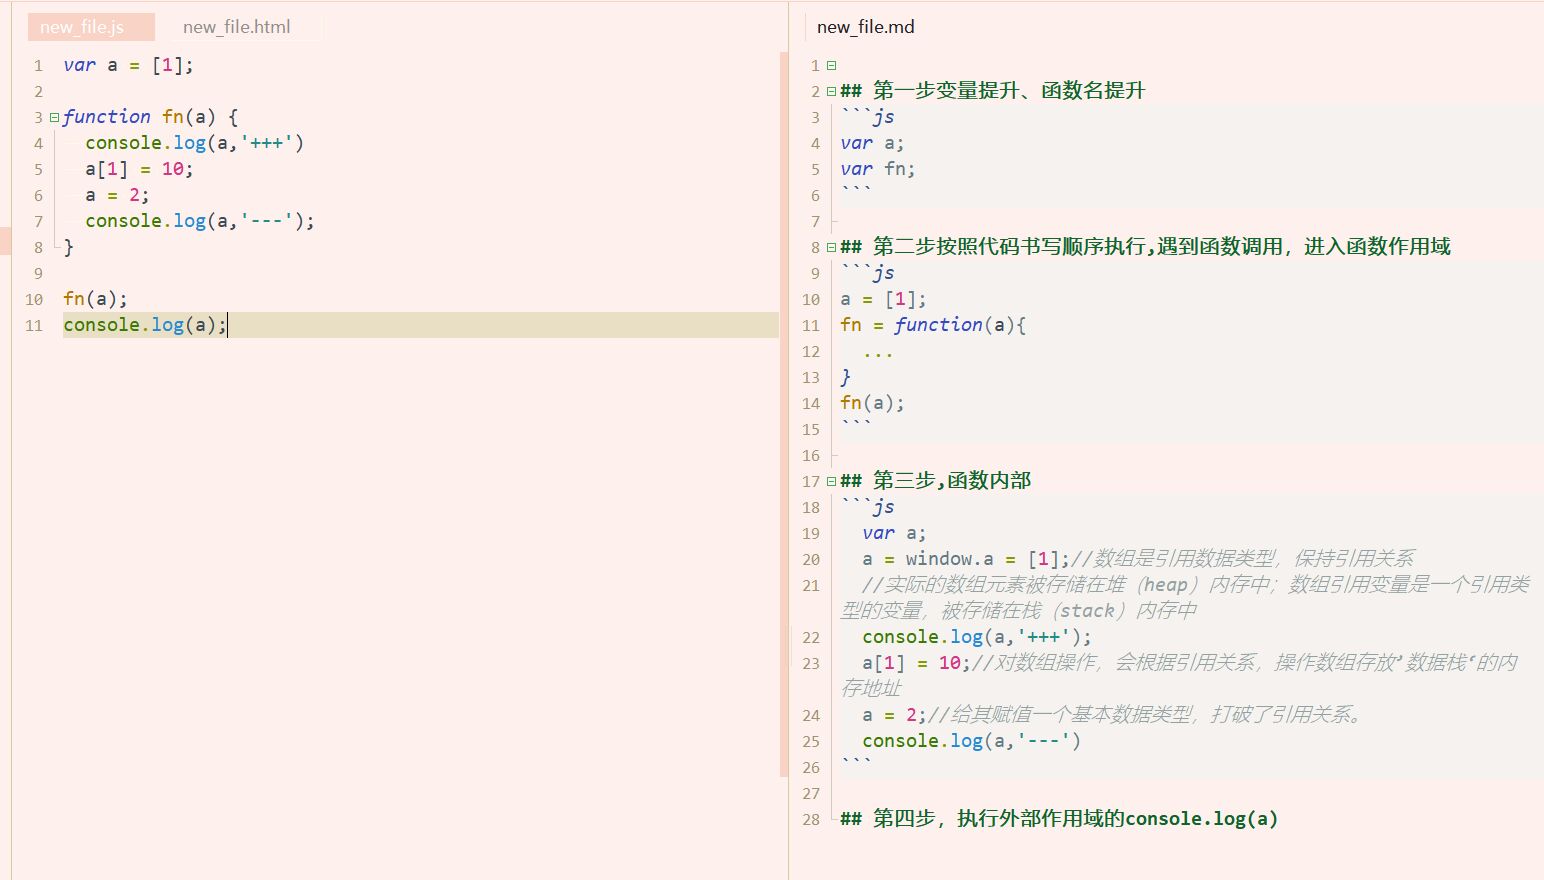 new_file.js
new_file.html
1 var a = [1];
2
3 function fn(a) {
4 console.log(a,'+++')
5 a[1] = 10;
6 a = 2;
7 console.log(a,'---');
8 }
9
10 fn(a);
11 console.log(a);
new_file.md
1
2 ## 第一步变量提升、函数名提升
3 ```js
4 var a;
5 var fn;
6 ```
7
8 ## 第二步按照代码书写顺序执行,遇到函数调用，进入函数作用域
9 ```js
10 a = [1];
11 fn = function(a){
12 ...
13 }
14 fn(a);
15 ```
16
17 ## 第三步,函数内部
18 ```js
19 var a;
20 a = window.a = [1];//数组是引用数据类型，保持引用关系
21 //实际的数组元素被存储在堆（heap）内存中；数组引用变量是一个引用类
型的变量，被存储在栈（stack）内存中
22 console.log(a,'+++');
23 a[1] = 10;//对数组操作，会根据引用关系，操作数组存放’数据栈‘的内
存地址
24 a = 2;//给其赋值一个基本数据类型，打破了引用关系。
25 console.log(a,'---')
26 ```
27
28 ## 第四步，执行外部作用域的console.log(a)